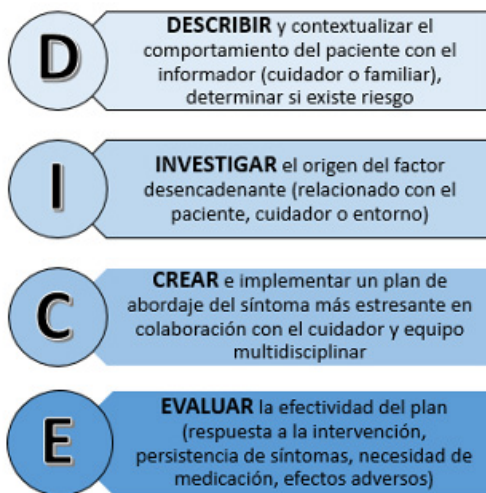 D
DESCRIBIR y contextualizar el
comportamiento del paciente con el
informador (cuidador o familiar),
determinar si existe riesgo
I
INVESTIGAR el origen del factor
desencadenante (relacionado con el
paciente, cuidador o entorno)
C
CREAR e implementar un plan de
abordaje del síntoma más estresante en
colaboración con el cuidador y equipo
multidisciplinar
E
EVALUAR la efectividad del plan
(respuesta a la intervención,
persistencia de síntomas, necesidad de
medicación, efectos adversos)